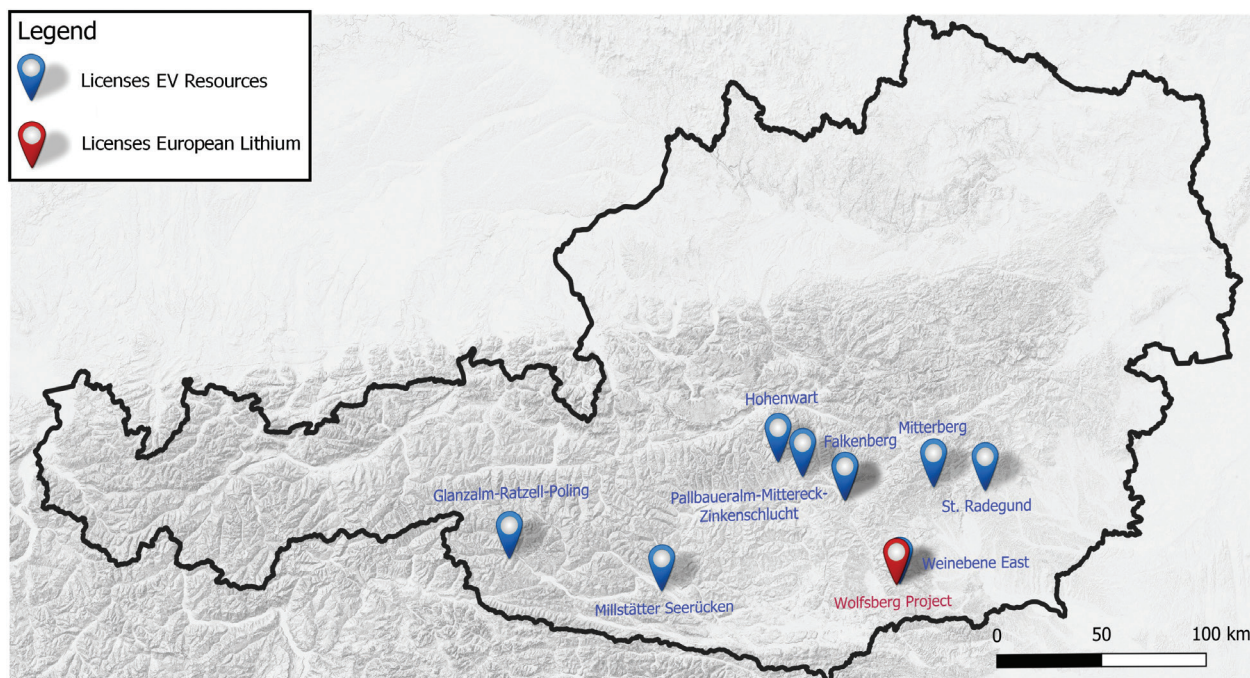 Legend
Licenses EV Resources
Licenses European Lithium
Hohenwart
Falkenberg
Mitterberg
Glanzalm-Ratzell-Poling
Pallbaueralm-Mittereck-
Zinkenschlucht
St. Radegund
Weinebene East
Millstätter Seerücken
Wolfsberg Project
0 50 100 km